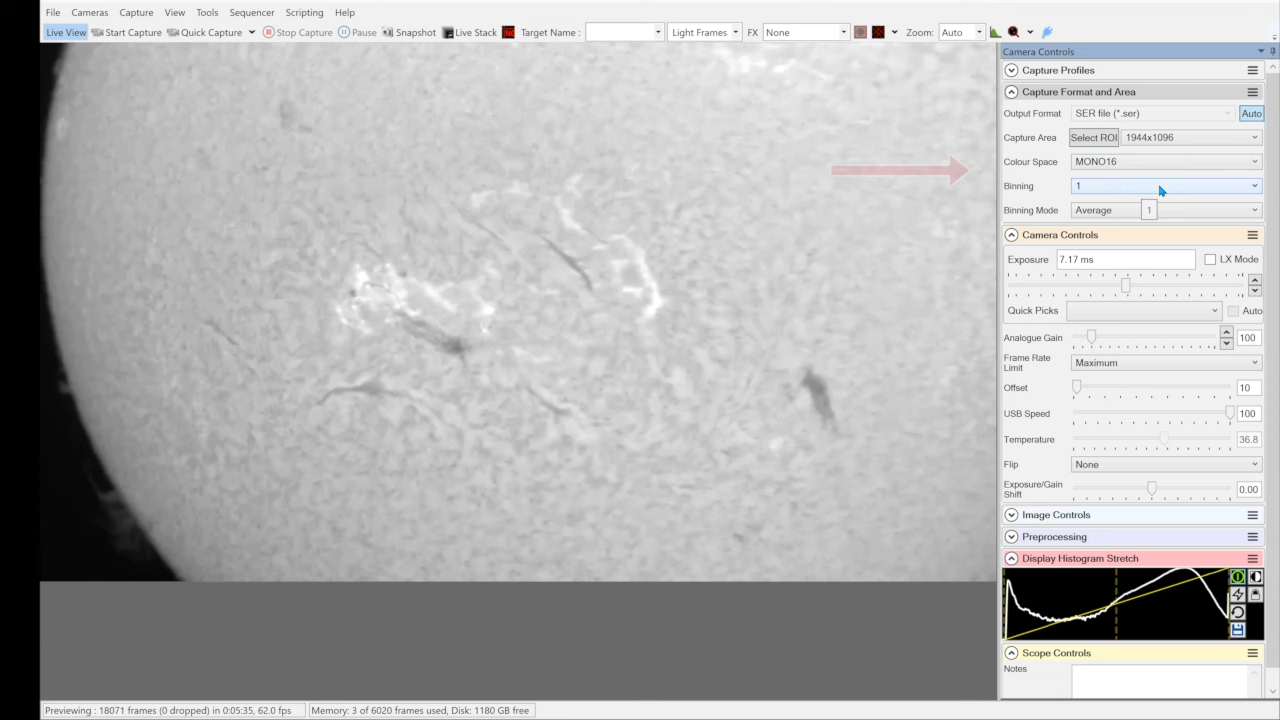 File Cameras Capture View Tools Sequencer Scripting Help
Live View Start Capture Quick Capture Stop Capture Pause Snapshot Live Stack Target Name : Light Frames FX None Zoom: Auto
Camera Controls
Capture Profiles
Capture Format and Area
Output Format SER file (*.ser) Auto
Capture Area Select ROI 1944x1096
Colour Space MONO16
Binning 1
Binning Mode Average 1
Camera Controls
Exposure 7.17 ms LX Mode
Quick Picks Auto
Analogue Gain 100
Frame Rate
Limit Maximum
Offset 10
USB Speed 100
Temperature 36.8
Flip None
Exposure/Gain
Shift 0.00
Image Controls
Preprocessing
Display Histogram Stretch
Scope Controls
Notes
Previewing : 18071 frames (0 dropped) in 0:05:35, 62.0 fps Memory: 3 of 6020 frames used, Disk: 1180 GB free